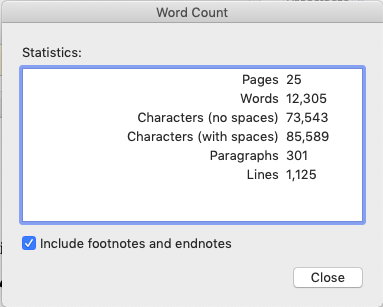 Word Count
Statistics:
Pages 25
Words 12,305
Characters (no spaces) 73,543
Characters (with spaces) 85,589
Paragraphs 301
Lines 1,125
Include footnotes and endnotes
Close